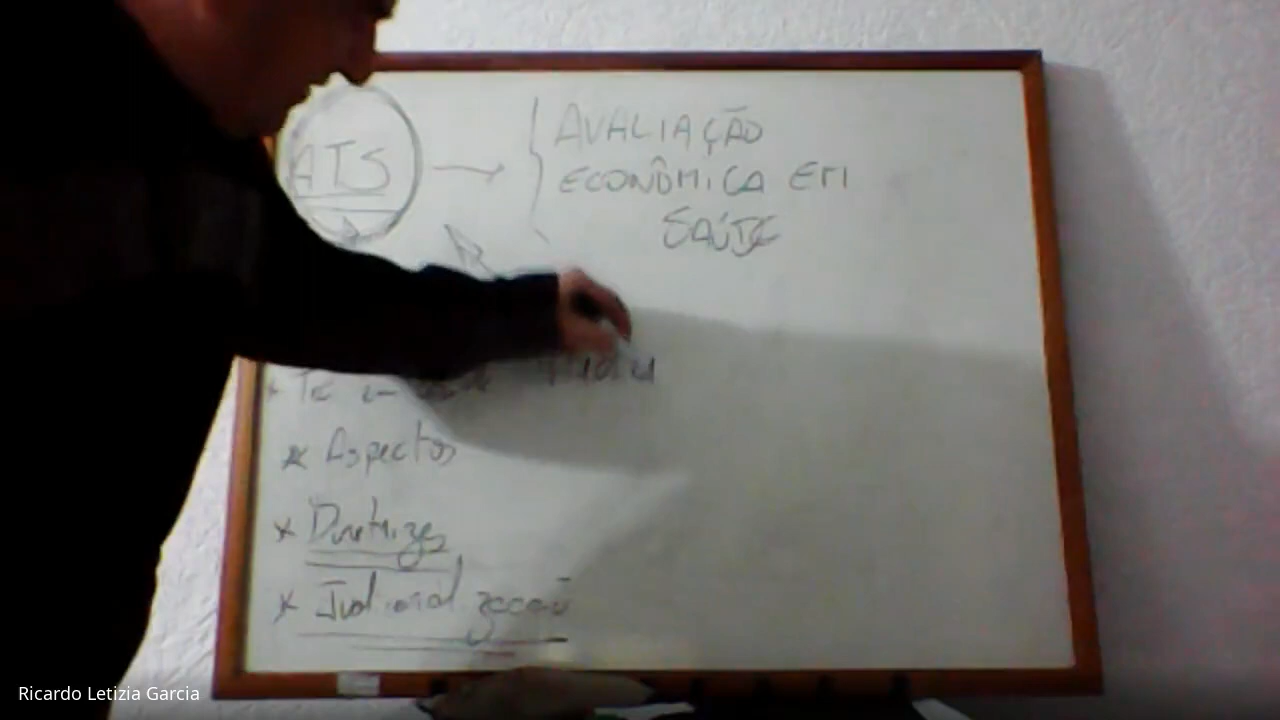 ATS → { AVALIAÇÃO
ECONÔMICA EM
SAÚDE
* Aspectos
* Diretrizes
* Judicialização
Ricardo Letizia Garcia